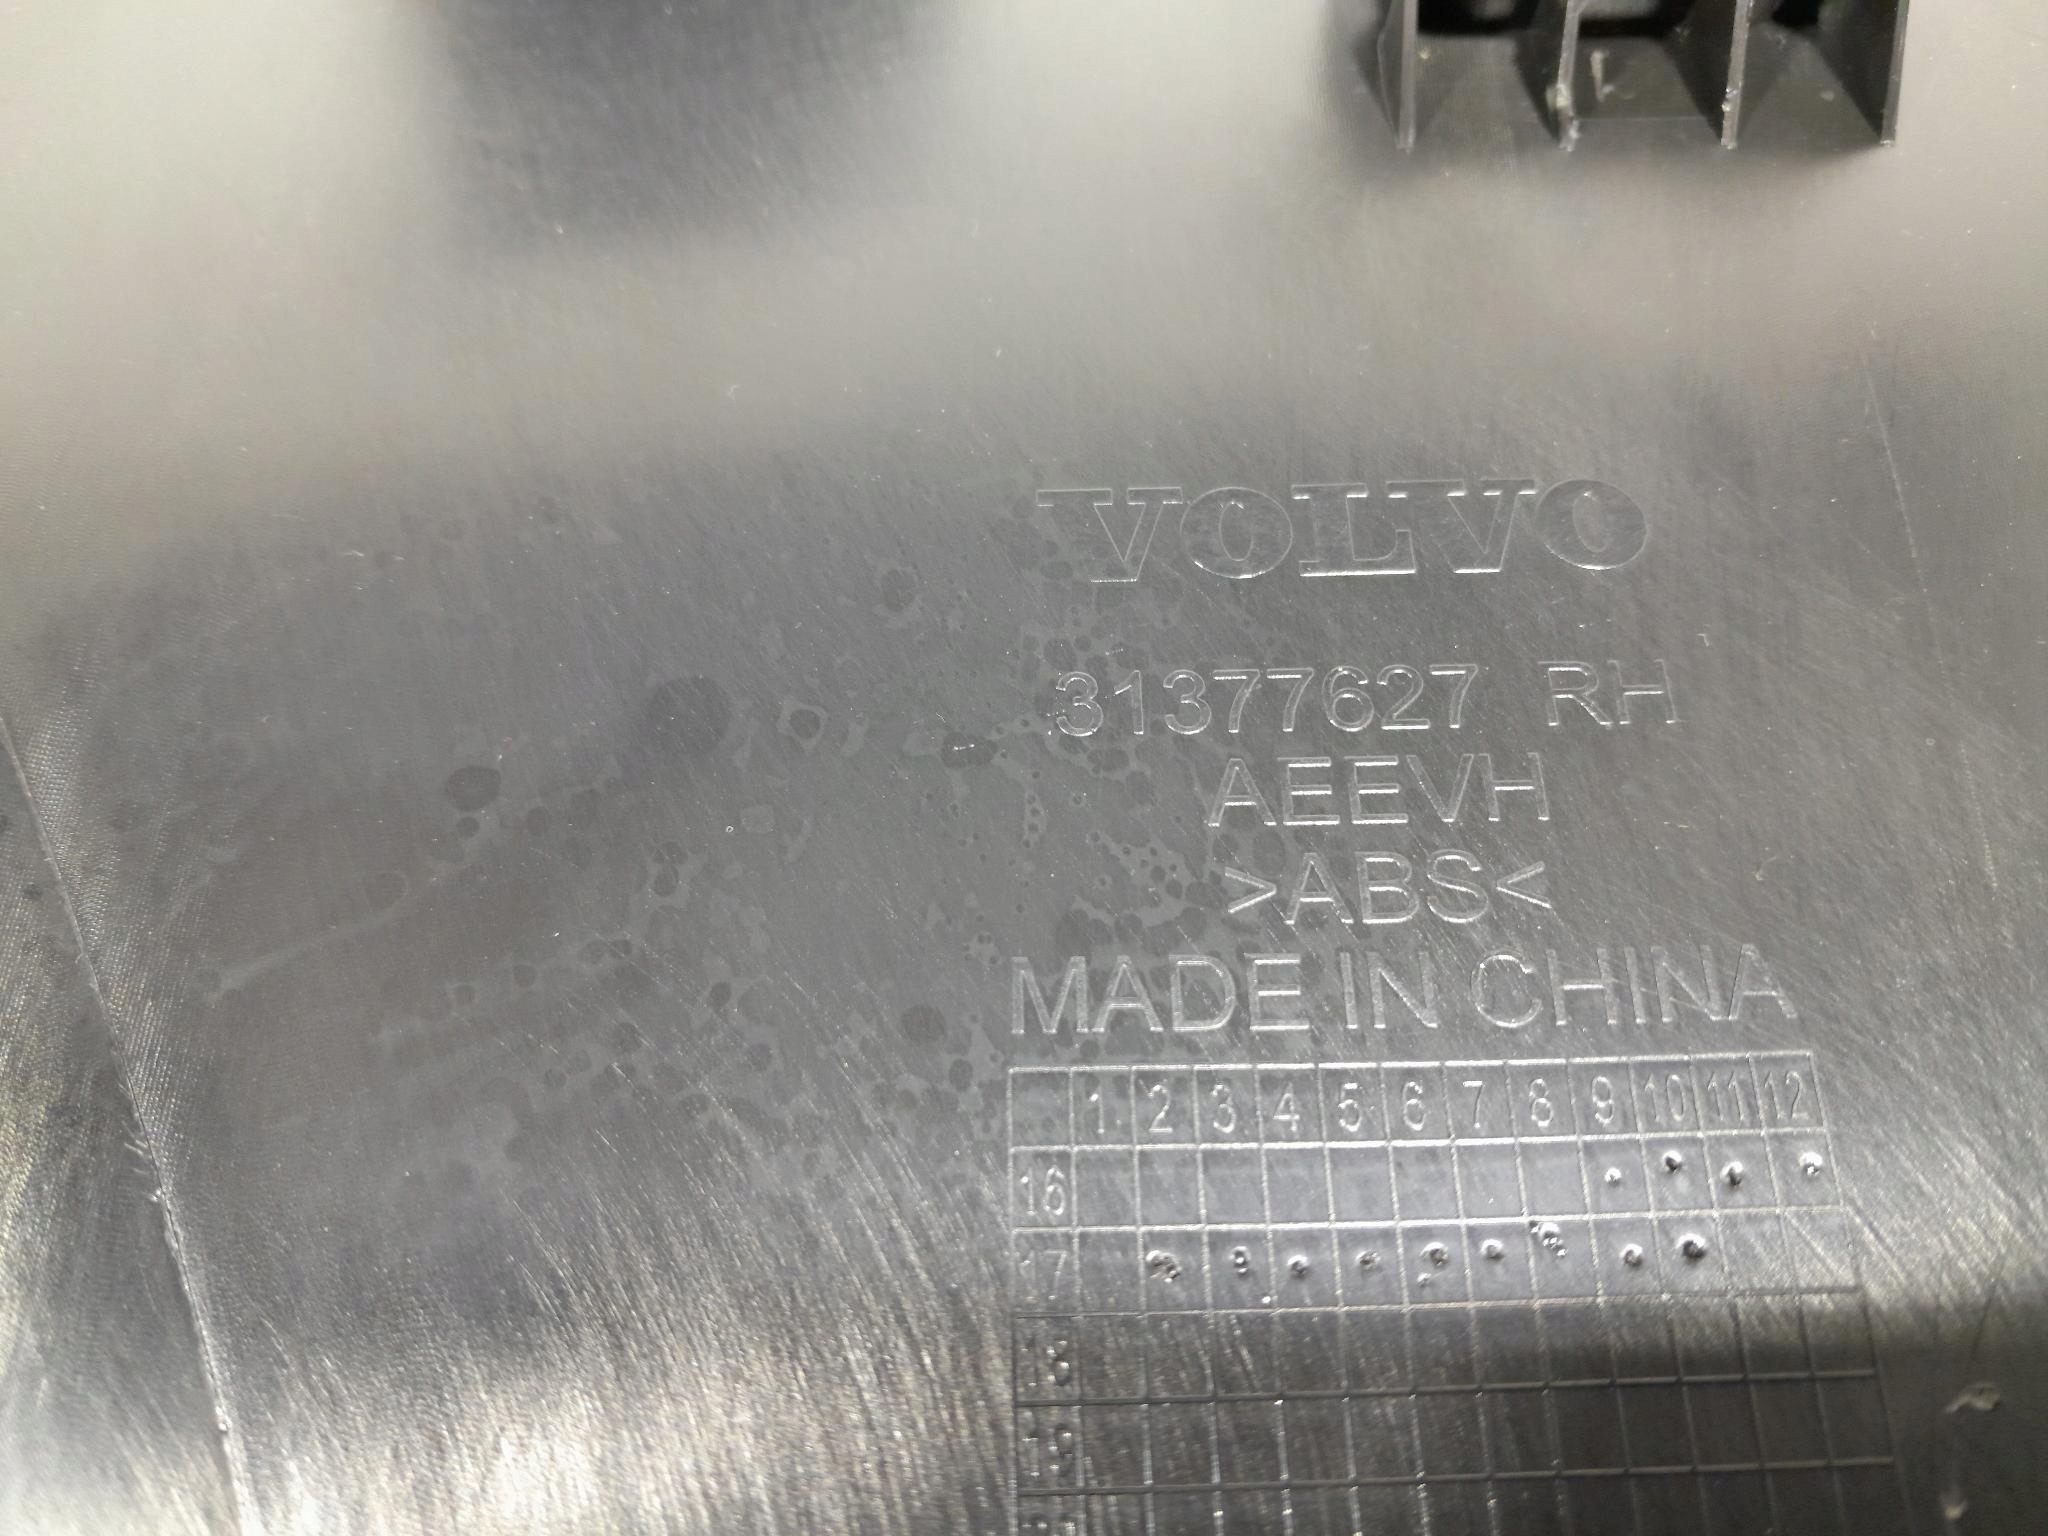 VOLVO
31377627 RH
AEEVH
>ABS<
MADE IN CHINA
1 2 3 4 5 6 7 8 9 10 11 12
16
17
18
19